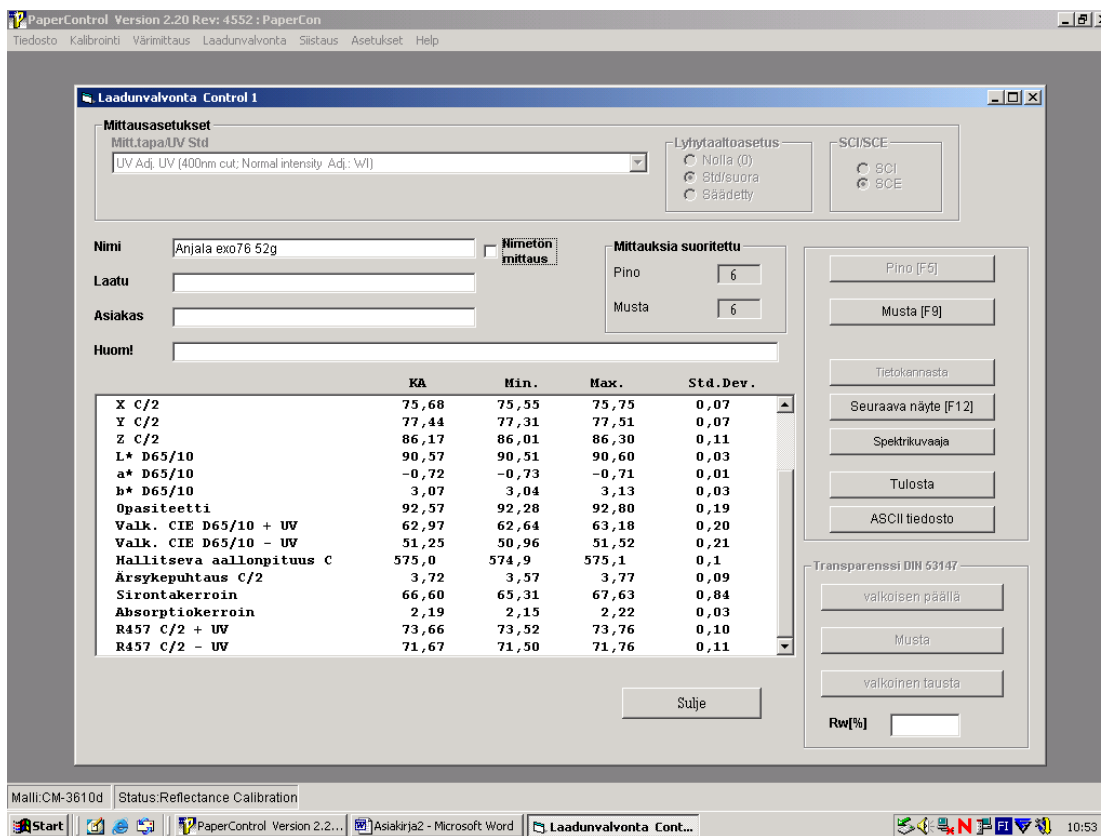 PaperControl Version 2.20 Rev: 4552 : PaperCon
Tiedosto Kalibrointi Värimittaus Laadunvalvonta Siistaus Asetukset Help
Laadunvalvonta Control 1
Mittausasetukset
Mitt.tapa/UV Std
UV Adj. UV (400nm cut; Normal intensity Adj.: WI)
Lyhytaaltoasetus
Nolla (0)
Std/suora
Säädetty
SCI/SCE
SCI
SCE
Nimi Anjala exo76 52g
Nimetön
mittaus
Laatu
Asiakas
Huom!
Mittauksia suoritettu
Pino 6
Musta 6
Pino [F5]
Musta [F9]
Tietokannasta
Seuraava näyte [F12]
Spektrikuvaaja
Tulosta
ASCII tiedosto
KA Min. Max. Std.Dev.
X C/2 75,68 75,55 75,75 0,07
Y C/2 77,44 77,31 77,51 0,07
Z C/2 86,17 86,01 86,30 0,11
L* D65/10 90,57 90,51 90,60 0,03
a* D65/10 -0,72 -0,73 -0,71 0,01
b* D65/10 3,07 3,04 3,13 0,03
Opasiteetti 92,57 92,28 92,80 0,19
Valk. CIE D65/10 + UV 62,97 62,64 63,18 0,20
Valk. CIE D65/10 - UV 51,25 50,96 51,52 0,21
Hallitseva aallonpituus C 575,0 574,9 575,1 0,1
Ärsykepuhtaus C/2 3,72 3,57 3,77 0,09
Sirontakerroin 66,60 65,31 67,63 0,84
Absorptiokerroin 2,19 2,15 2,22 0,03
R457 C/2 + UV 73,66 73,52 73,76 0,10
R457 C/2 - UV 71,67 71,50 71,76 0,11
Transparenssi DIN 53147
valkoisen päällä
Musta
valkoinen tausta
Rw[%]
Sulje
Malli:CM-3610d Status:Reflectance Calibration
Start PaperControl Version 2.2... Asiakirja2 - Microsoft Word Laadunvalvonta Cont... N FI 10:53